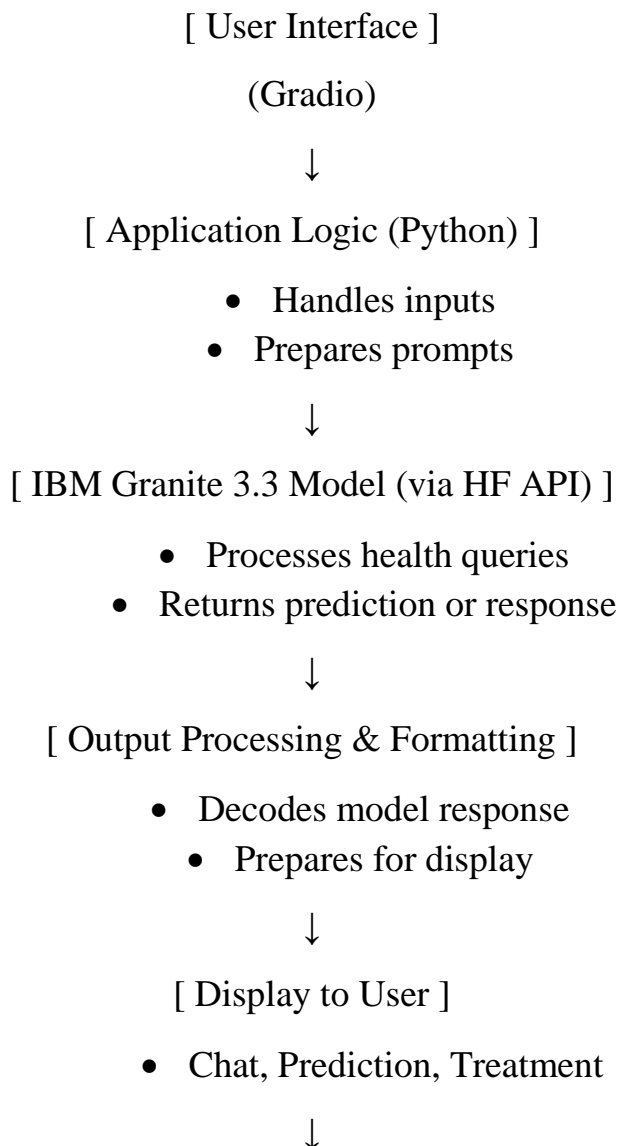 [ User Interface ]
(Gradio)
↓
[ Application Logic (Python) ]
• Handles inputs
• Prepares prompts
↓
[ IBM Granite 3.3 Model (via HF API) ]
• Processes health queries
• Returns prediction or response
↓
[ Output Processing & Formatting ]
• Decodes model response
• Prepares for display
↓
[ Display to User ]
• Chat, Prediction, Treatment
↓